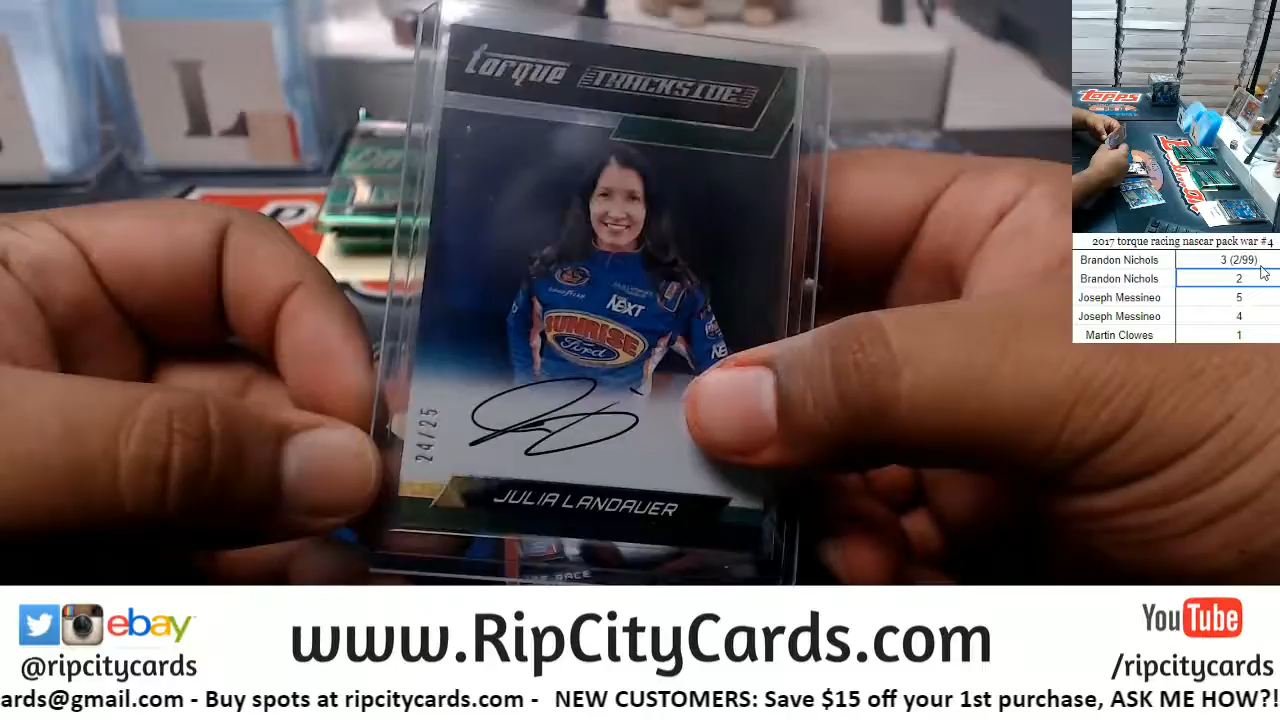 torque TRACKSIDE
NEXT
GOODYEAR
SUNRISE
Ford
24/25
JULIA LANDAUER
RACE
L
topps
2017 torque racing nascar pack war #4
Brandon Nichols 3 (2/99)
Brandon Nichols 2
Joseph Messineo 5
Joseph Messineo 4
Martin Clowes 1
ebay
@ripcitycards
www.RipCityCards.com
YouTube
/ripcitycards
ards@gmail.com - Buy spots at ripcitycards.com - NEW CUSTOMERS: Save $15 off your 1st purchase, ASK ME HOW?!